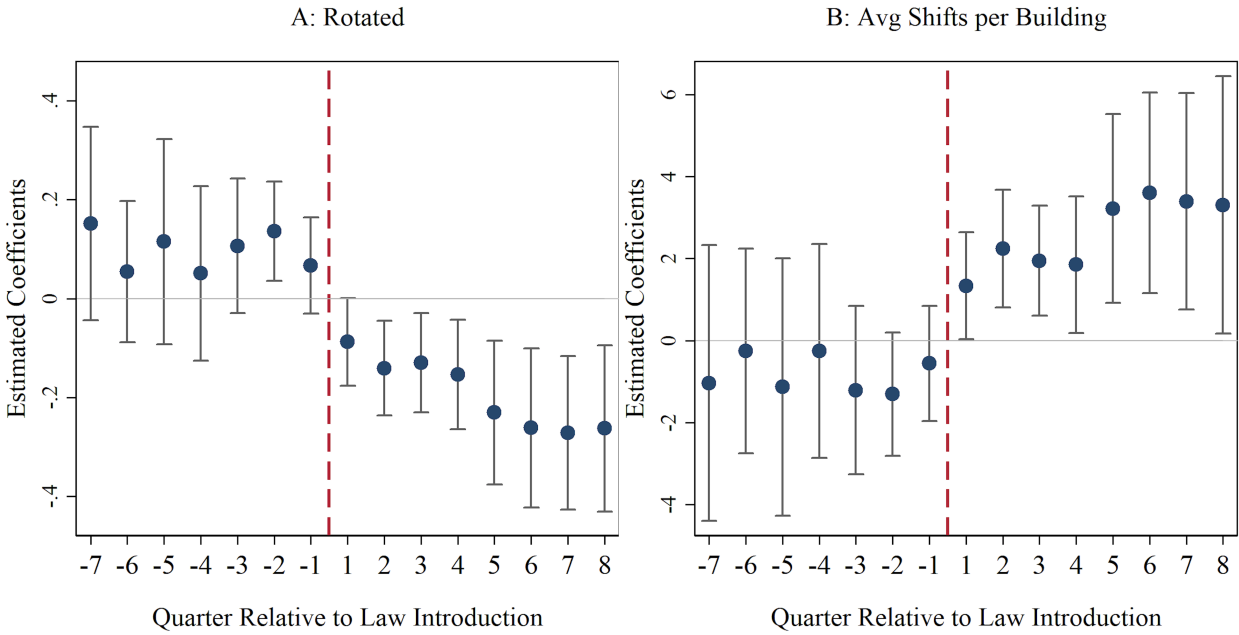 A: Rotated
Estimated Coefficients
.4
.2
0
-.2
-.4
-7 -6 -5 -4 -3 -2 -1 1 2 3 4 5 6 7 8
Quarter Relative to Law Introduction
B: Avg Shifts per Building
Estimated Coefficients
6
4
2
0
-2
-4
-7 -6 -5 -4 -3 -2 -1 1 2 3 4 5 6 7 8
Quarter Relative to Law Introduction